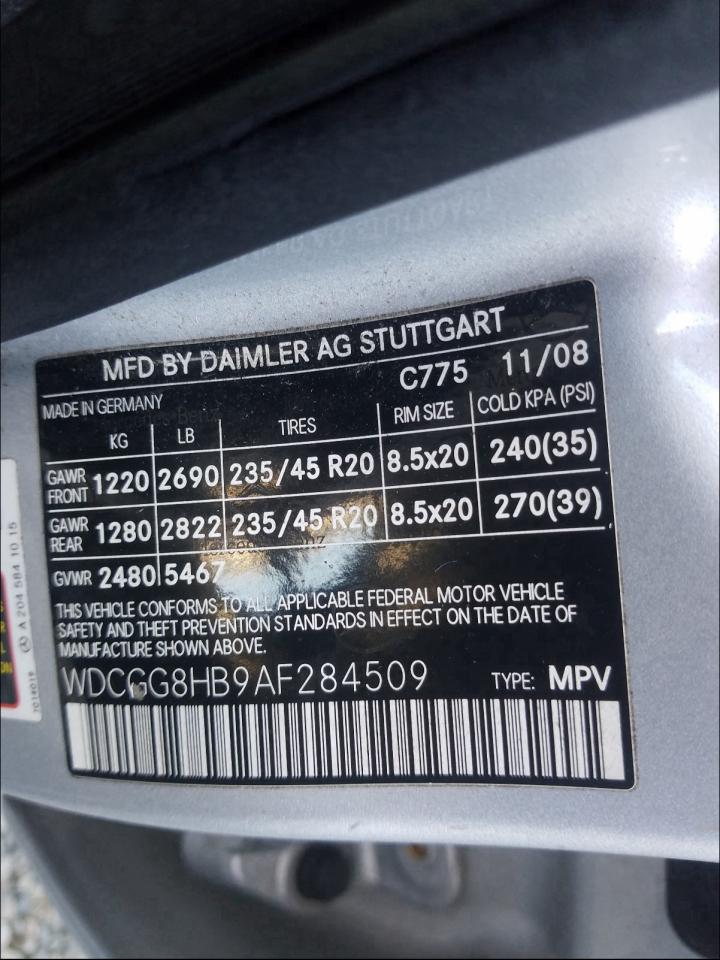 MFD BY DAIMLER AG STUTTGART
C775 11/08
MADE IN GERMANY
KG LB TIRES RIM SIZE COLD KPA (PSI)
GAWR FRONT 1220 2690 235/45 R20 8.5x20 240(35)
GAWR REAR 1280 2822 235/45 R20 8.5x20 270(39)
GVWR 2480 5467
THIS VEHICLE CONFORMS TO ALL APPLICABLE FEDERAL MOTOR VEHICLE
SAFETY AND THEFT PREVENTION STANDARDS IN EFFECT ON THE DATE OF
MANUFACTURE SHOWN ABOVE.
WDCGG8HB9AF284509 TYPE: MPV
A 204 584 10 15
7014019